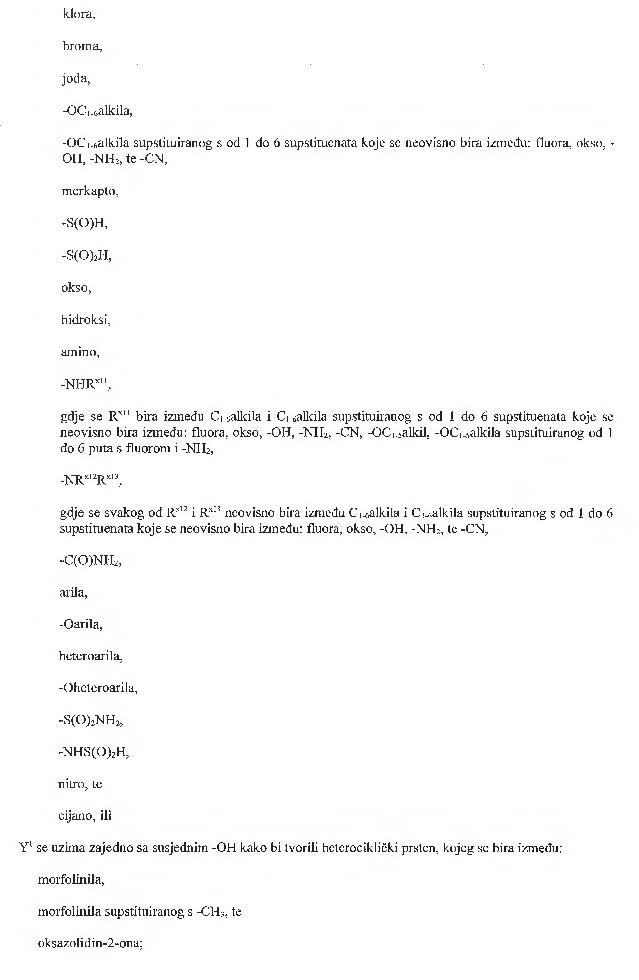 klora,
broma,
joda,
-OC₁₋₆alkila,
-OC₁₋₆alkila supstituiranog s od 1 do 6 supstituenata koje se neovisno bira između: fluora, okso, -
OH, -NH₂, te -CN,
merkapto,
-S(O)H,
-S(O)₂H,
okso,
hidroksi,
amino,
-NHRˣ¹¹,
gdje se Rˣ¹¹ bira između C₁₋₆alkila i C₁₋₆alkila supstituiranog s od 1 do 6 supstituenata koje se
neovisno bira između: fluora, okso, -OH, -NH₂, -CN, -OC₁₋₅alkil, -OC₁₋₆alkila supstituiranog od 1
do 6 puta s fluorom i -NH₂,
-NRˣ¹²Rˣ¹³,
gdje se svakog od Rˣ¹² i Rˣ¹³ neovisno bira između C₁₋₆alkila i C₁₋₆alkila supstituiranog s od 1 do 6
supstituenata koje se neovisno bira između: fluora, okso, -OH, -NH₂, te -CN,
-C(O)NH₂,
arila,
-Oarila,
heteroarila,
-Oheteroarila,
-S(O)₂NH₂,
-NHS(O)₂H,
nitro, te
cijano, ili
Y¹ se uzima zajedno sa susjednim -OH kako bi tvorili heterociklički prsten, kojeg se bira između:
morfolinila,
morfolinila supstituiranog s -CH₃, te
oksazolidin-2-ona;